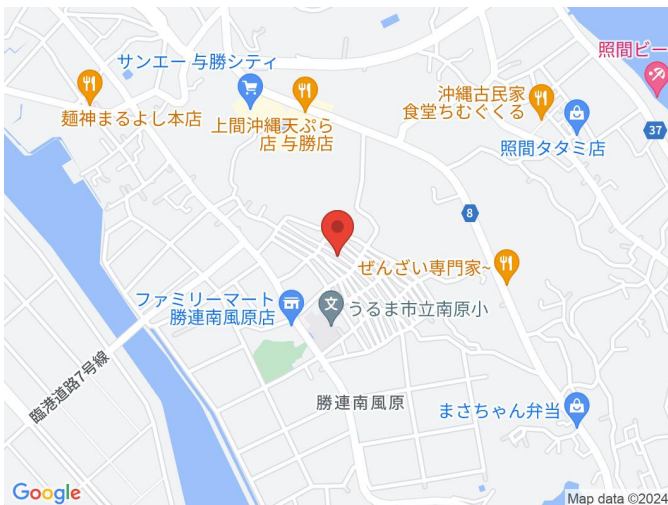 照間ビー
サンエー 与勝シティ
麺神まるよし本店
上間沖縄天ぷら
店 与勝店
沖縄古民家
食堂ちむぐくる
照間タタミ店
37
8
ぜんざい専門家~
ファミリーマート
勝連南風原店
文
うるま市立南原小
臨港道路7号線
勝連南風原
まさちゃん弁当
Google
Map data ©2024